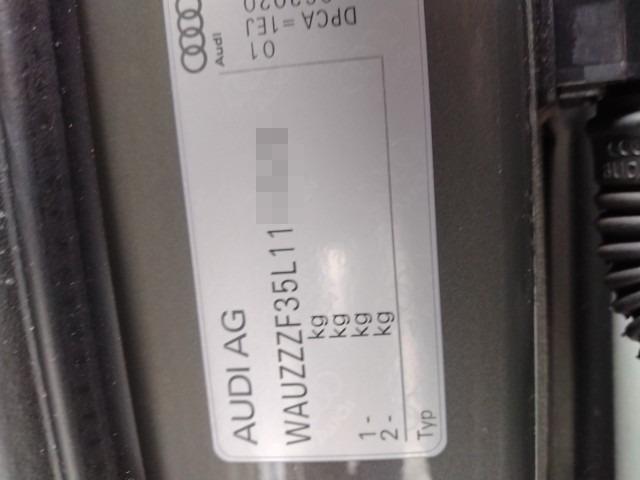 AUDI AG
WAUZZZF35L11
kg
kg
1 - kg
2 - kg
Typ
Audi
01
DPCA = 1EJ